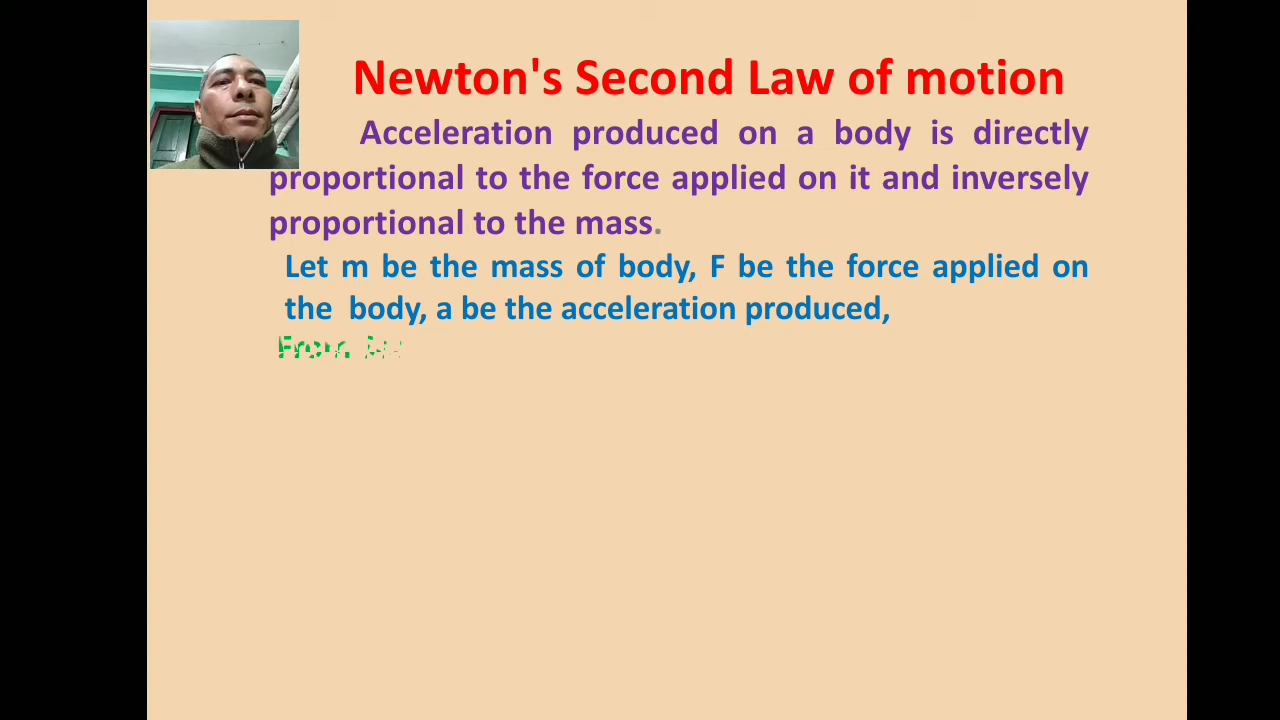 Newton's Second Law of motion
Acceleration produced on a body is directly
proportional to the force applied on it and inversely
proportional to the mass.
Let m be the mass of body, F be the force applied on
the body, a be the acceleration produced,
From